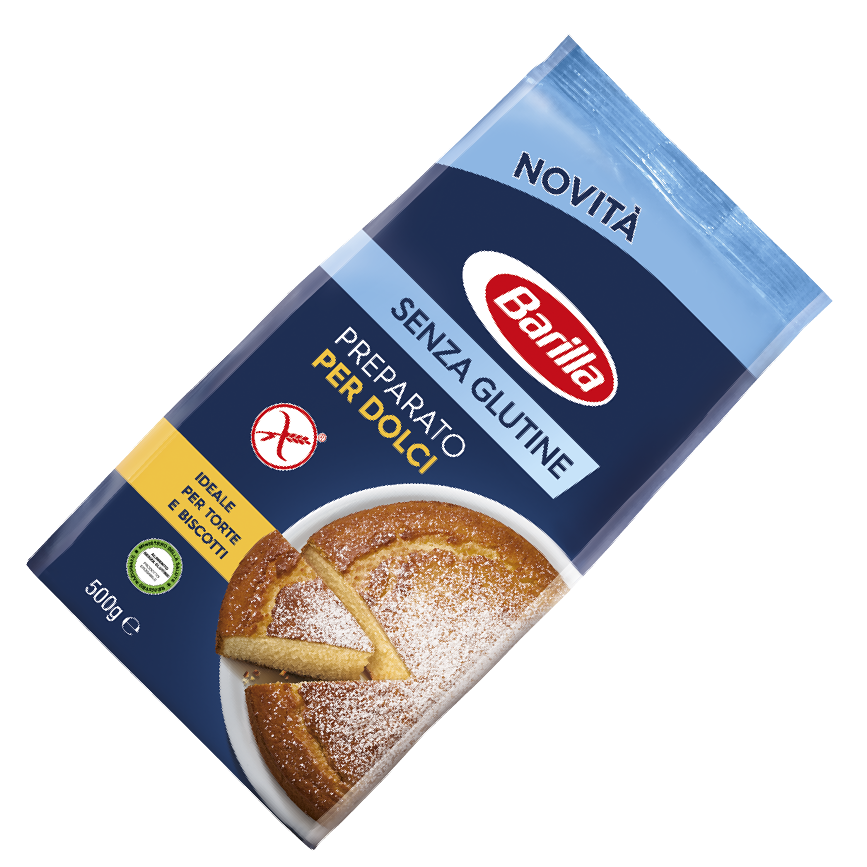 NOVITÀ
Barilla
SENZA GLUTINE
PREPARATO
PER DOLCI
IDEALE
PER TORTE
E BISCOTTI
500g ℮